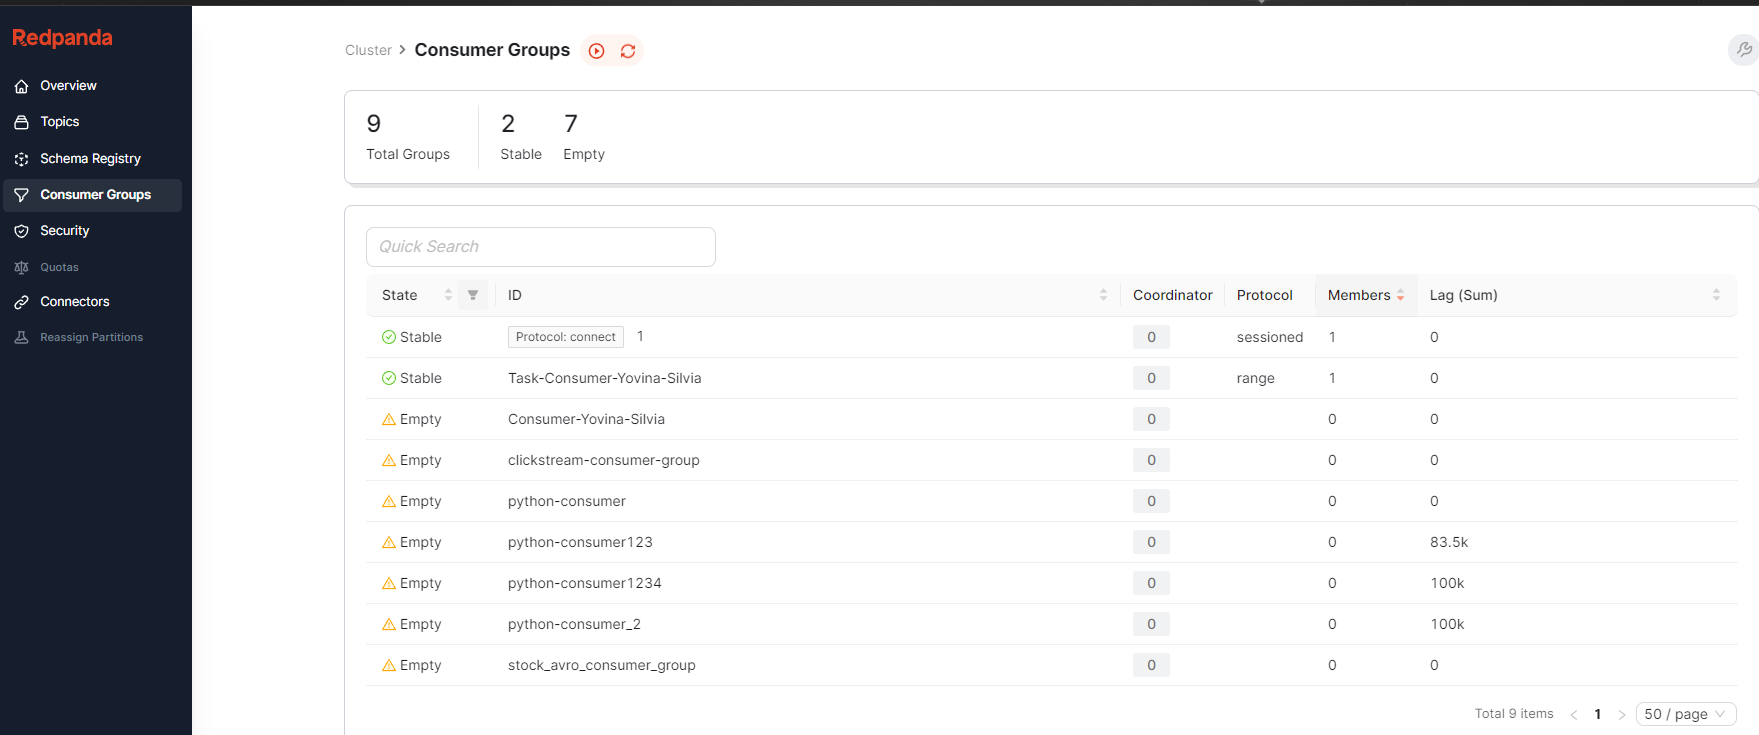 Redpanda
Overview
Topics
Schema Registry
Consumer Groups
Security
Quotas
Connectors
Reassign Partitions
Cluster > Consumer Groups
9 2 7
Total Groups Stable Empty
Quick Search
State ID Coordinator Protocol Members Lag (Sum)
Stable Protocol: connect 1 0 sessioned 1 0
Stable Task-Consumer-Yovina-Silvia 0 range 1 0
Empty Consumer-Yovina-Silvia 0 0 0
Empty clickstream-consumer-group 0 0 0
Empty python-consumer 0 0 0
Empty python-consumer123 0 0 83.5k
Empty python-consumer1234 0 0 100k
Empty python-consumer_2 0 0 100k
Empty stock_avro_consumer_group 0 0 0
Total 9 items < 1 > 50 / page